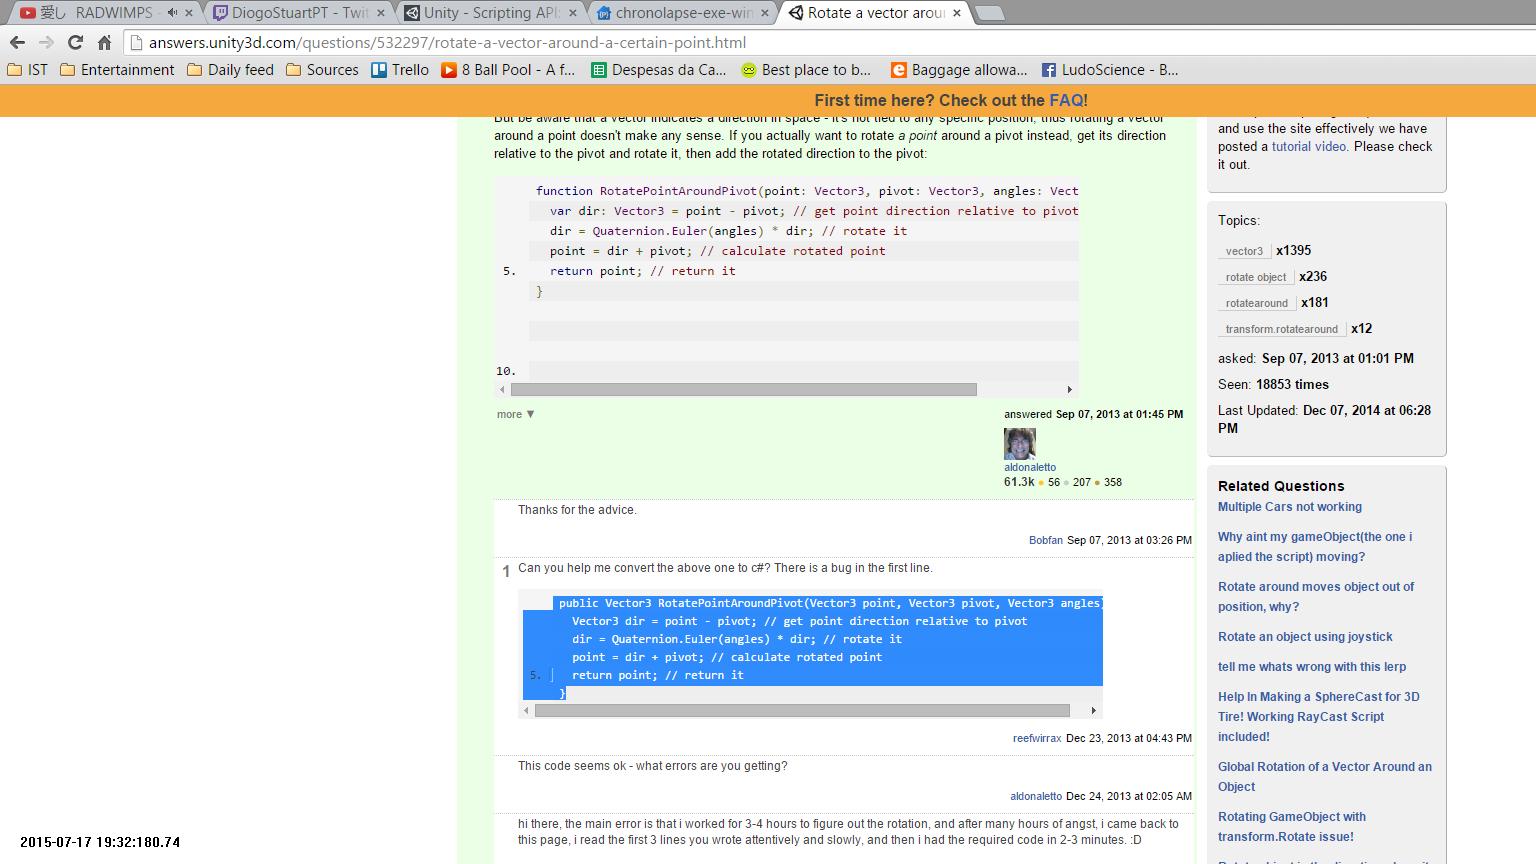 愛し RADWIMPS -
DiogoStuartPT - Twit
Unity - Scripting API:
chronolapse-exe-win
Rotate a vector arou
answers.unity3d.com/questions/532297/rotate-a-vector-around-a-certain-point.html
IST
Entertainment
Daily feed
Sources
Trello
8 Ball Pool - A f...
Despesas da Ca...
Best place to b...
Baggage allowa...
LudoScience - B...
First time here? Check out the FAQ!
But be aware that a vector indicates a direction in space - it's not tied to any specific position, thus rotating a vector
around a point doesn't make any sense. If you actually want to rotate a point around a pivot instead, get its direction
relative to the pivot and rotate it, then add the rotated direction to the pivot:
function RotatePointAroundPivot(point: Vector3, pivot: Vector3, angles: Vect
var dir: Vector3 = point - pivot; // get point direction relative to pivot
dir = Quaternion.Euler(angles) * dir; // rotate it
point = dir + pivot; // calculate rotated point
5. return point; // return it
}
10.
more ▼
answered Sep 07, 2013 at 01:45 PM
aldonaletto
61.3k ● 56 ● 207 ● 358
Thanks for the advice.
Bobfan Sep 07, 2013 at 03:26 PM
1 Can you help me convert the above one to c#? There is a bug in the first line.
public Vector3 RotatePointAroundPivot(Vector3 point, Vector3 pivot, Vector3 angles)
Vector3 dir = point - pivot; // get point direction relative to pivot
dir = Quaternion.Euler(angles) * dir; // rotate it
point = dir + pivot; // calculate rotated point
5. return point; // return it
}
reefwirrax Dec 23, 2013 at 04:43 PM
This code seems ok - what errors are you getting?
aldonaletto Dec 24, 2013 at 02:05 AM
hi there, the main error is that i worked for 3-4 hours to figure out the rotation, and after many hours of angst, i came back to
this page, i read the first 3 lines you wrote attentively and slowly, and then i had the required code in 2-3 minutes. :D
and use the site effectively we have
posted a tutorial video. Please check
it out.
Topics:
vector3 x1395
rotate object x236
rotatearound x181
transform.rotatearound x12
asked: Sep 07, 2013 at 01:01 PM
Seen: 18853 times
Last Updated: Dec 07, 2014 at 06:28
PM
Related Questions
Multiple Cars not working
Why aint my gameObject(the one i
aplied the script) moving?
Rotate around moves object out of
position, why?
Rotate an object using joystick
tell me whats wrong with this lerp
Help In Making a SphereCast for 3D
Tire! Working RayCast Script
included!
Global Rotation of a Vector Around an
Object
Rotating GameObject with
transform.Rotate issue!
2015-07-17 19:32:180.74